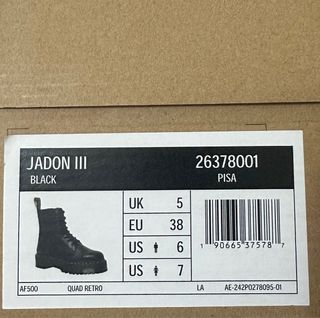 JADON III 26378001
BLACK PISA
UK 5
EU 38
US 6
US 7
1 90665 37578 7
AF500 QUAD RETRO LA AE-242P0278095-01